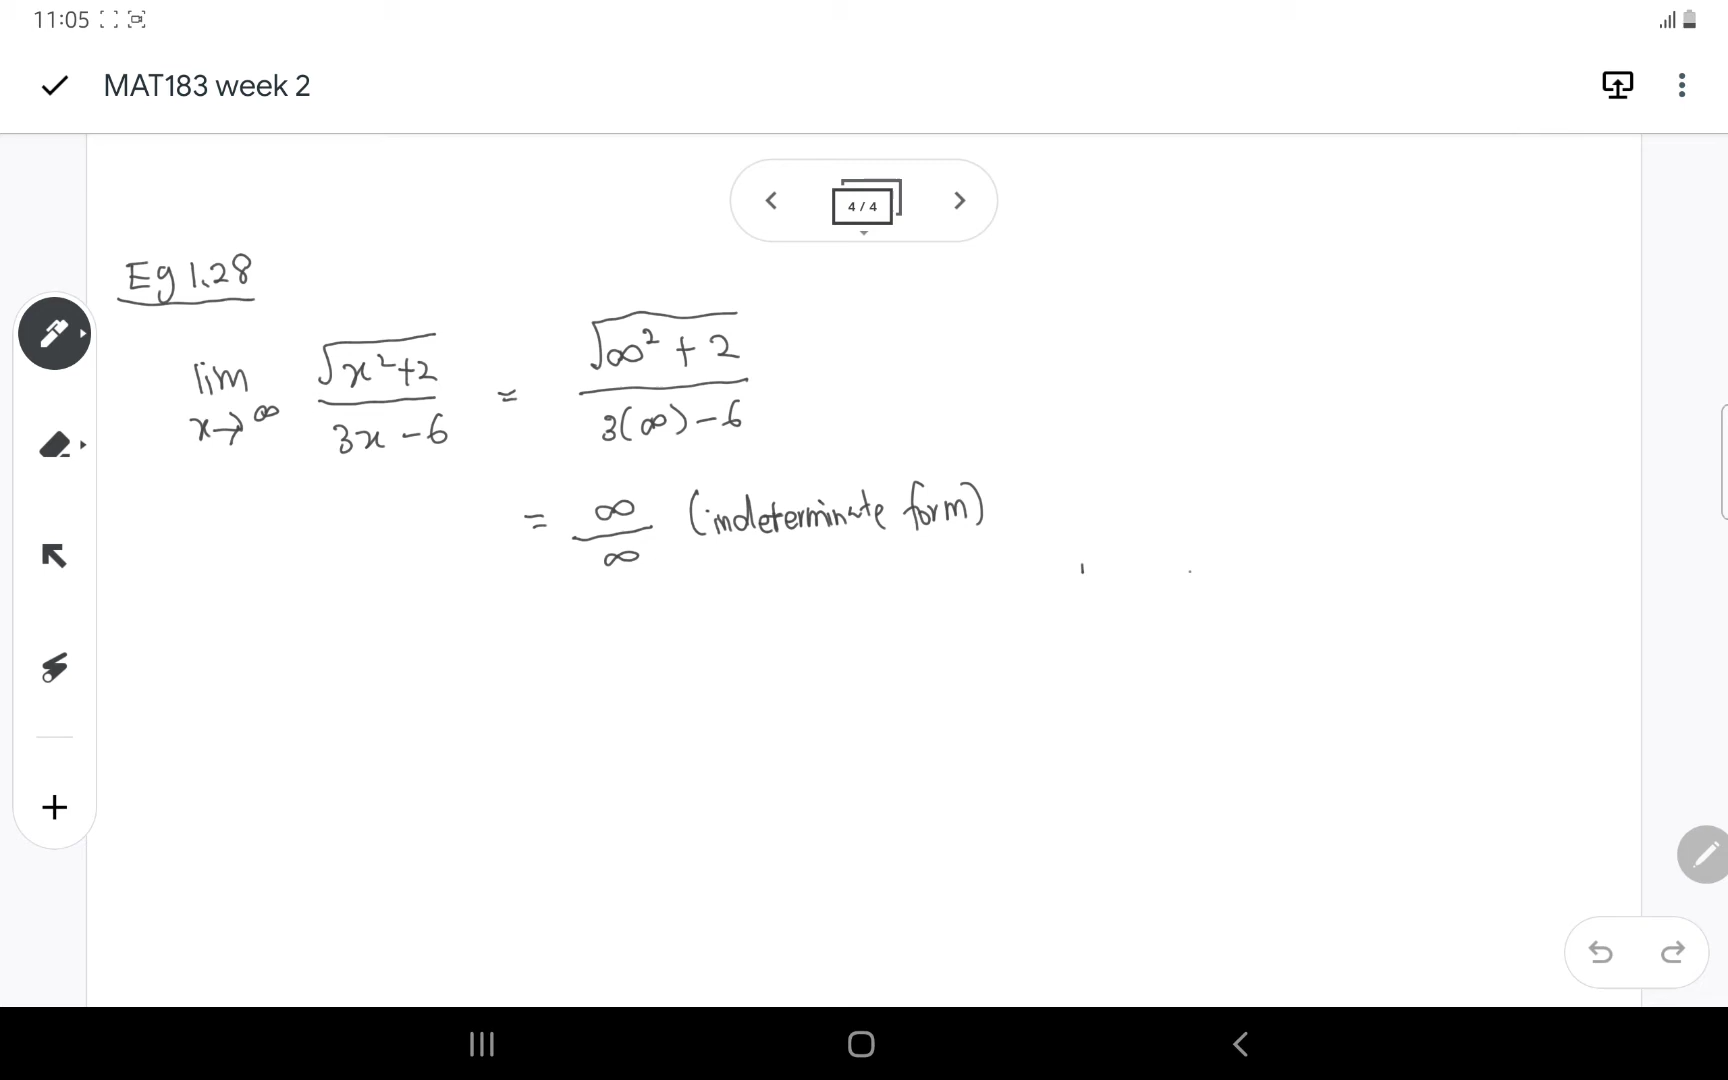 11:05
MAT183 week 2
4 / 4
Eg 1.28
lim x→∞ √(x²+2) / (3x-6) = √(∞²+2) / (3(∞)-6)
= ∞/∞ (indeterminate form)